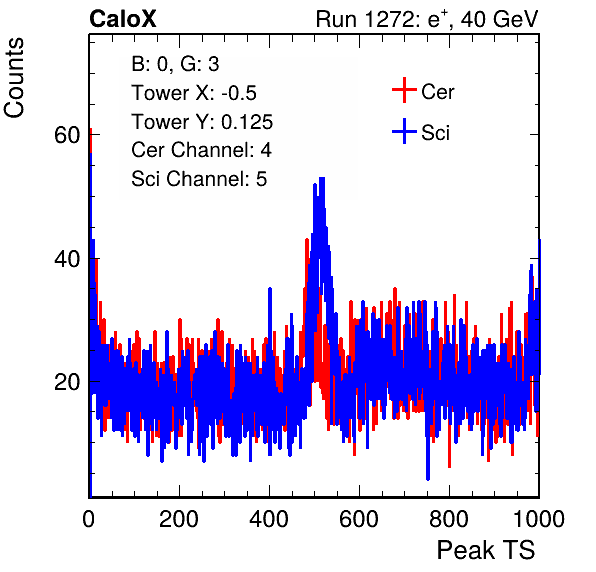 CaloX Run 1272: e⁺, 40 GeV
Counts
B: 0, G: 3
Tower X: -0.5
Tower Y: 0.125
Cer Channel: 4
Sci Channel: 5
Cer
Sci
60
40
20
0 200 400 600 800 1000
Peak TS